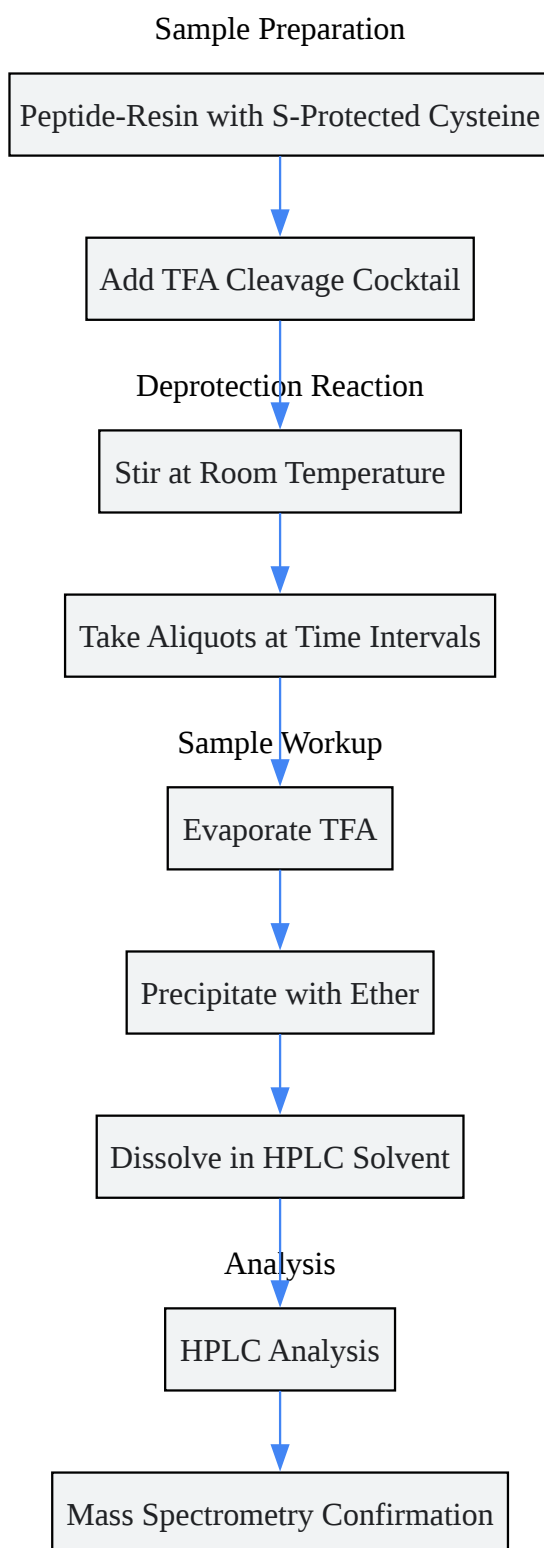 Sample Preparation
Peptide-Resin with S-Protected Cysteine
Add TFA Cleavage Cocktail
Deprotection Reaction
Stir at Room Temperature
Take Aliquots at Time Intervals
Sample Workup
Evaporate TFA
Precipitate with Ether
Dissolve in HPLC Solvent
Analysis
HPLC Analysis
Mass Spectrometry Confirmation